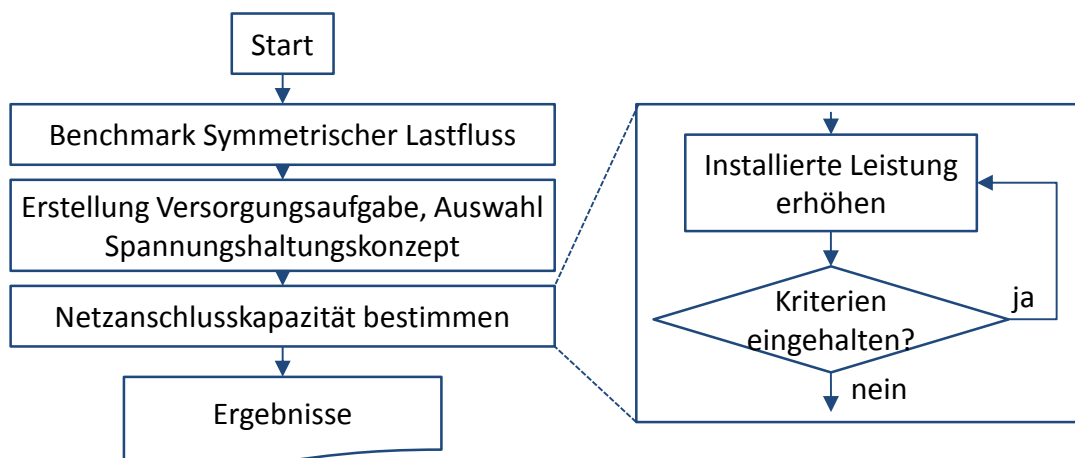 Start
Benchmark Symmetrischer Lastfluss
Erstellung Versorgungsaufgabe, Auswahl
Spannungshaltungskonzept
Netzanschlusskapazität bestimmen
Ergebnisse
Installierte Leistung
erhöhen
Kriterien
eingehalten?
ja
nein